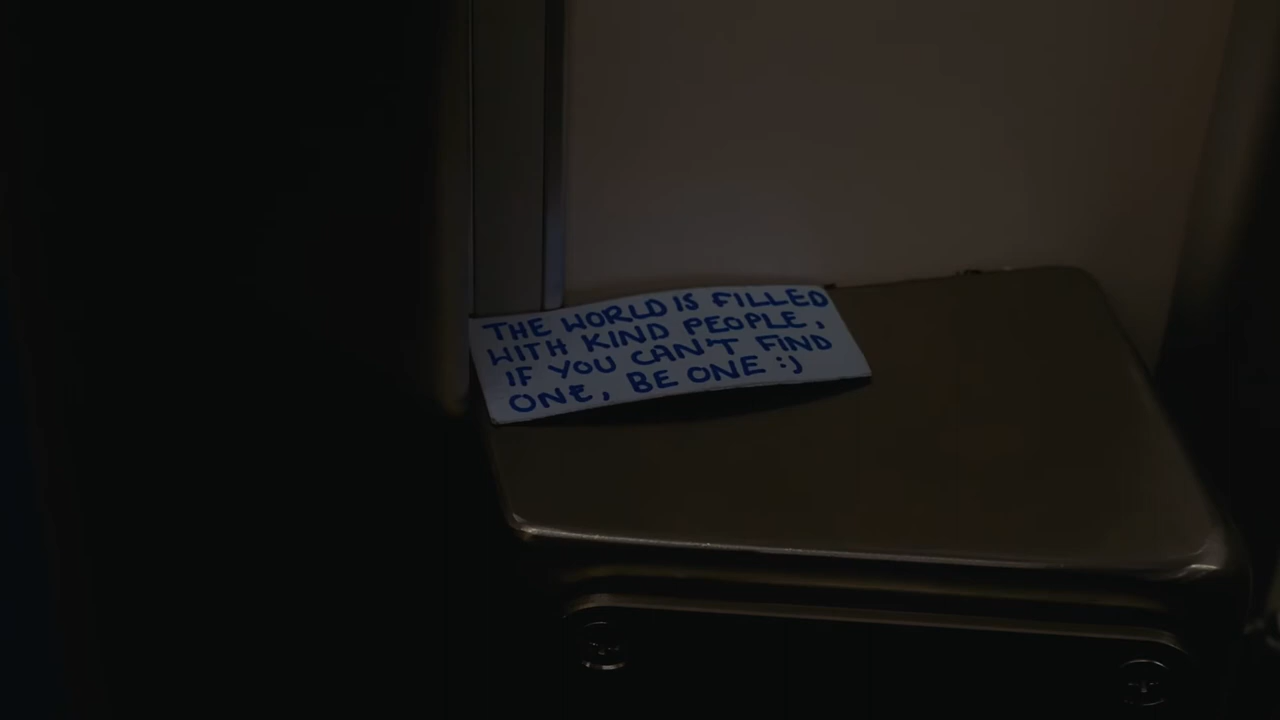 THE WORLD IS FILLED
WITH KIND PEOPLE,
IF YOU CAN'T FIND
ONE, BE ONE :)